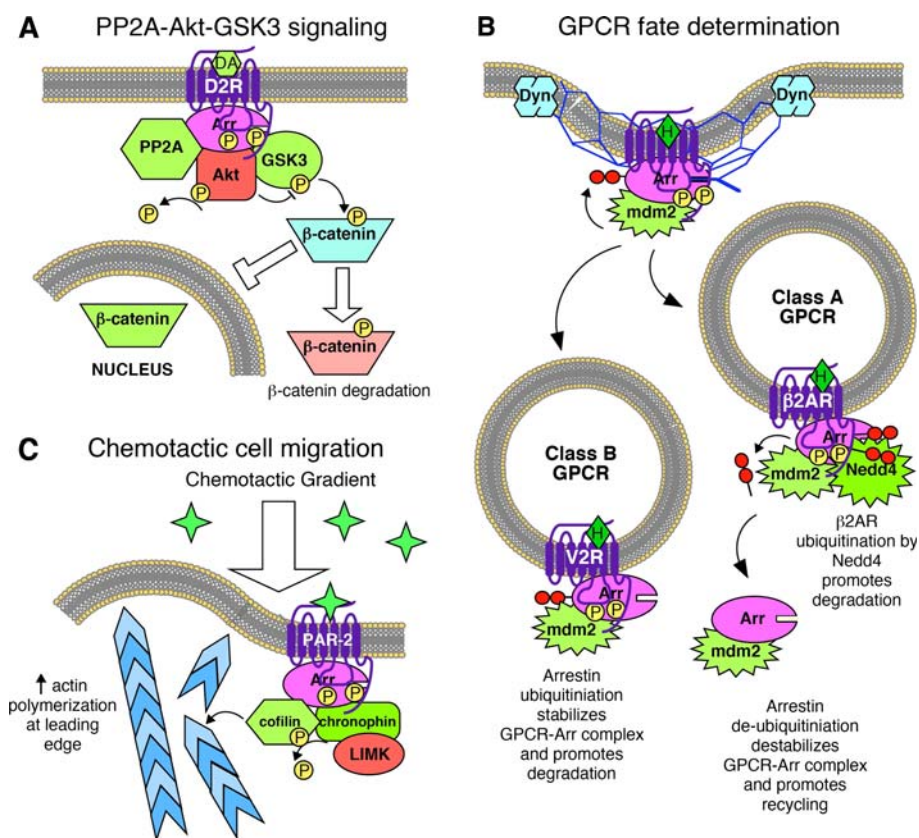 A
PP2A-Akt-GSK3 signaling
DA
D2R
Arr
P
P
PP2A
GSK3
Akt
P
P
P
P
β-catenin
β-catenin
NUCLEUS
P
β-catenin
β-catenin degradation
B
GPCR fate determination
Dyn
Dyn
H
Arr
P
P
mdm2
Class A
GPCR
H
β2AR
Arr
P
P
mdm2
Nedd4
β2AR
ubiquitination by
Nedd4
promotes
degradation
Class B
GPCR
H
V2R
Arr
P
P
mdm2
Arrestin
ubiquitiniation
stabilizes
GPCR-Arr complex
and promotes
degradation
Arr
mdm2
Arrestin
de-ubiquitiniation
destabilizes
GPCR-Arr complex
and promotes
recycling
C
Chemotactic cell migration
Chemotactic Gradient
PAR-2
Arr
P
P
cofilin
chronophin
P
LIMK
P
↑ actin
polymerization
at leading
edge